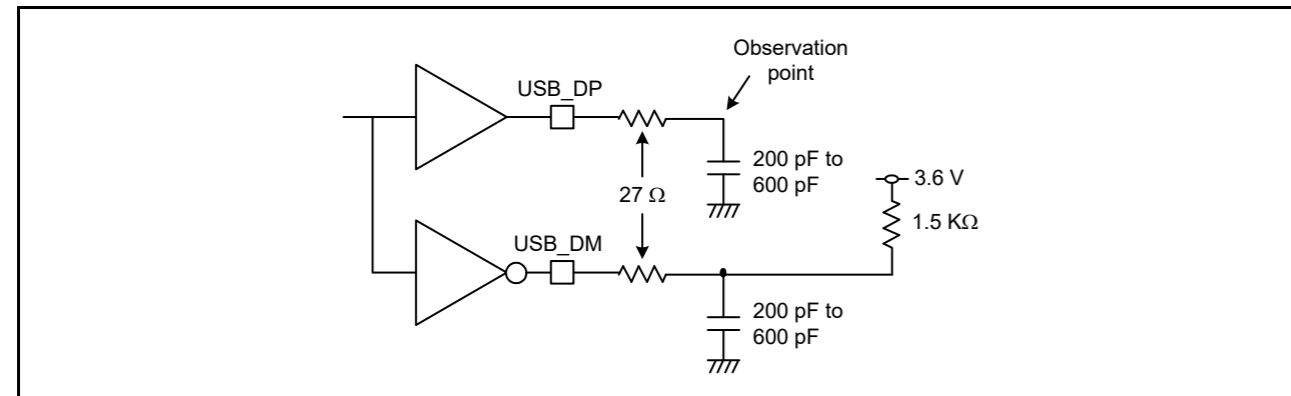 Observation
point
USB_DP
200 pF to
600 pF
3.6 V
27 Ω
1.5 KΩ
USB_DM
200 pF to
600 pF